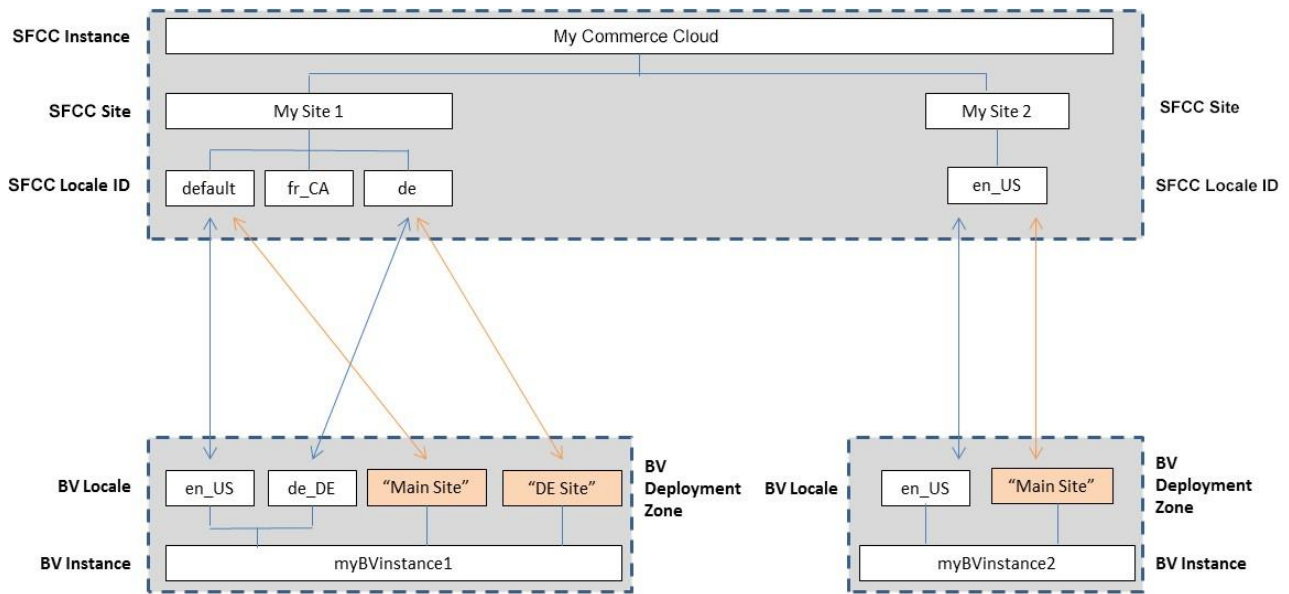 SFCC Instance
My Commerce Cloud
SFCC Site
My Site 1
My Site 2
SFCC Site
SFCC Locale ID
default
fr_CA
de
en_US
SFCC Locale ID
BV Locale
en_US
de_DE
“Main Site”
“DE Site”
BV
Deployment
Zone
BV Locale
en_US
“Main Site”
BV
Deployment
Zone
BV Instance
myBVinstance1
myBVinstance2
BV Instance